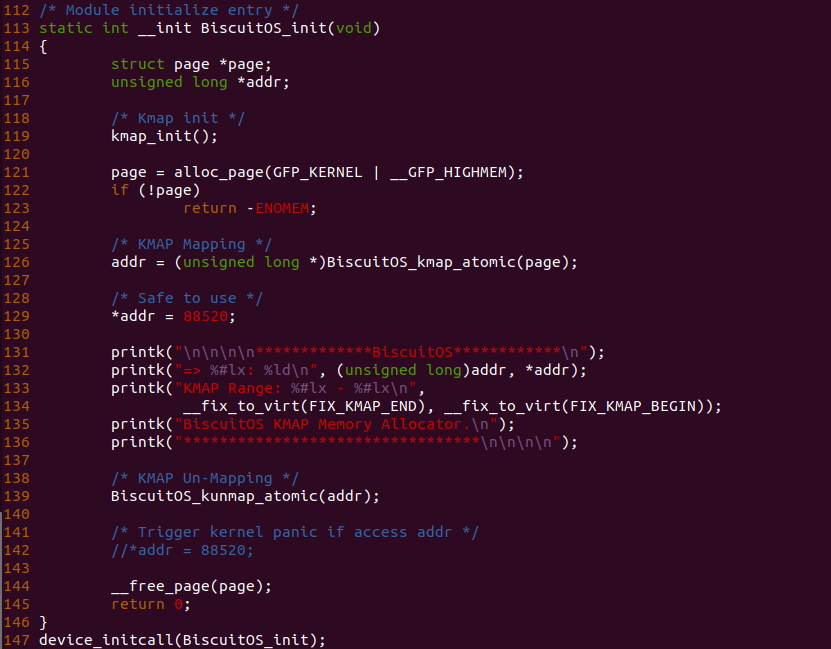 112 /* Module initialize entry */
113 static int __init BiscuitOS_init(void)
114 {
115         struct page *page;
116         unsigned long *addr;
117
118         /* Kmap init */
119         kmap_init();
120
121         page = alloc_page(GFP_KERNEL | __GFP_HIGHMEM);
122         if (!page)
123                 return -ENOMEM;
124
125         /* KMAP Mapping */
126         addr = (unsigned long *)BiscuitOS_kmap_atomic(page);
127
128         /* Safe to use */
129         *addr = 88520;
130
131         printk("\n\n\n\n*************BiscuitOS************\n");
132         printk("=> %#lx: %ld\n", (unsigned long)addr, *addr);
133         printk("KMAP Range: %#lx - %#lx\n",
134                 __fix_to_virt(FIX_KMAP_END), __fix_to_virt(FIX_KMAP_BEGIN));
135         printk("BiscuitOS KMAP Memory Allocator.\n");
136         printk("*********************************\n\n\n\n");
137
138         /* KMAP Un-Mapping */
139         BiscuitOS_kunmap_atomic(addr);
140
141         /* Trigger kernel panic if access addr */
142         //*addr = 88520;
143
144         __free_page(page);
145         return 0;
146 }
147 device_initcall(BiscuitOS_init);